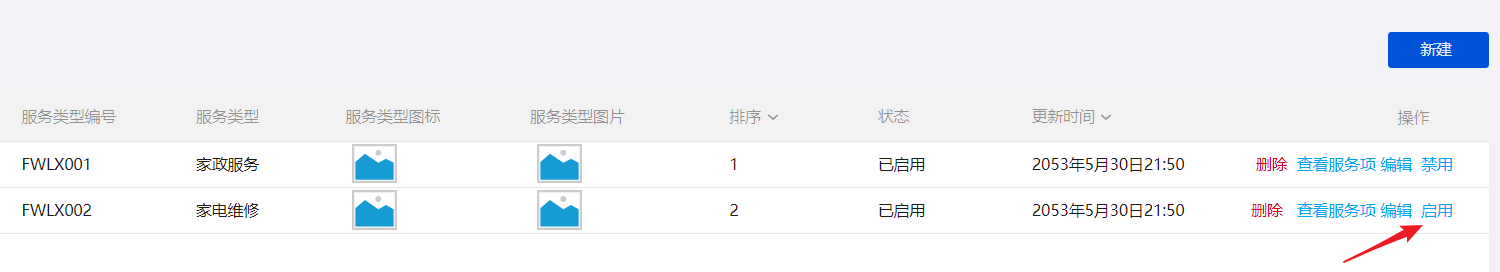 新建
服务类型编号 服务类型 服务类型图标 服务类型图片 排序 状态 更新时间 操作
FWLX001 家政服务 1 已启用 2053年5月30日21:50 删除 查看服务项 编辑 禁用
FWLX002 家电维修 2 已启用 2053年5月30日21:50 删除 查看服务项 编辑 启用